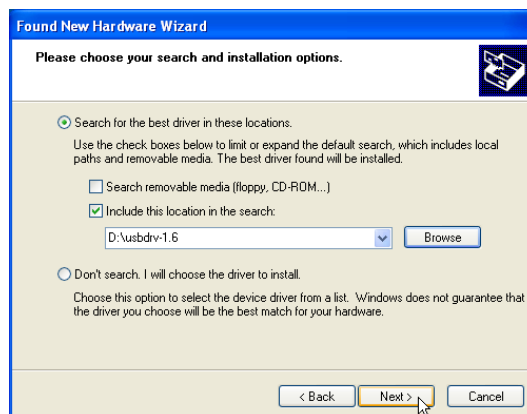 Found New Hardware Wizard
Please choose your search and installation options.
Search for the best driver in these locations.
Use the check boxes below to limit or expand the default search, which includes local
paths and removable media. The best driver found will be installed.
Search removable media (floppy, CD-ROM...)
Include this location in the search:
D:\usbdrv-1.6
Browse
Don't search. I will choose the driver to install.
Choose this option to select the device driver from a list. Windows does not guarantee that
the driver you choose will be the best match for your hardware.
< Back
Next >
Cancel